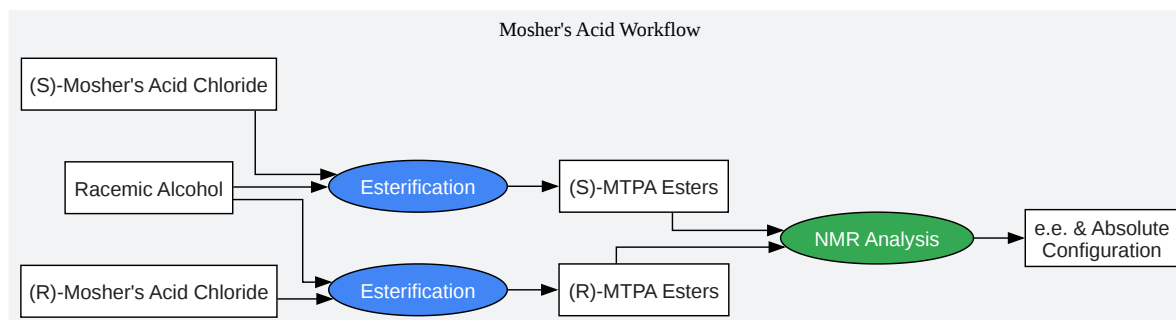 Mosher's Acid Workflow
(S)-Mosher's Acid Chloride
Racemic Alcohol
Esterification
(S)-MTPA Esters
NMR Analysis
e.e. & Absolute
Configuration
(R)-Mosher's Acid Chloride
Esterification
(R)-MTPA Esters